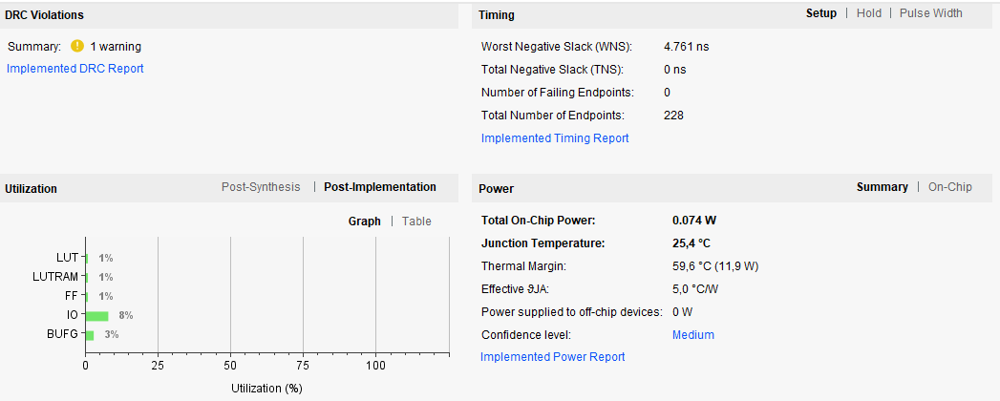 DRC Violations
Summary: 1 warning
Implemented DRC Report
Timing Setup | Hold | Pulse Width
Worst Negative Slack (WNS): 4.761 ns
Total Negative Slack (TNS): 0 ns
Number of Failing Endpoints: 0
Total Number of Endpoints: 228
Implemented Timing Report
Utilization Post-Synthesis | Post-Implementation
Graph | Table
LUT 1%
LUTRAM 1%
FF 1%
IO 8%
BUFG 3%
0 25 50 75 100
Utilization (%)
Power Summary | On-Chip
Total On-Chip Power: 0.074 W
Junction Temperature: 25,4 °C
Thermal Margin: 59,6 °C (11,9 W)
Effective ϑJA: 5,0 °C/W
Power supplied to off-chip devices: 0 W
Confidence level: Medium
Implemented Power Report